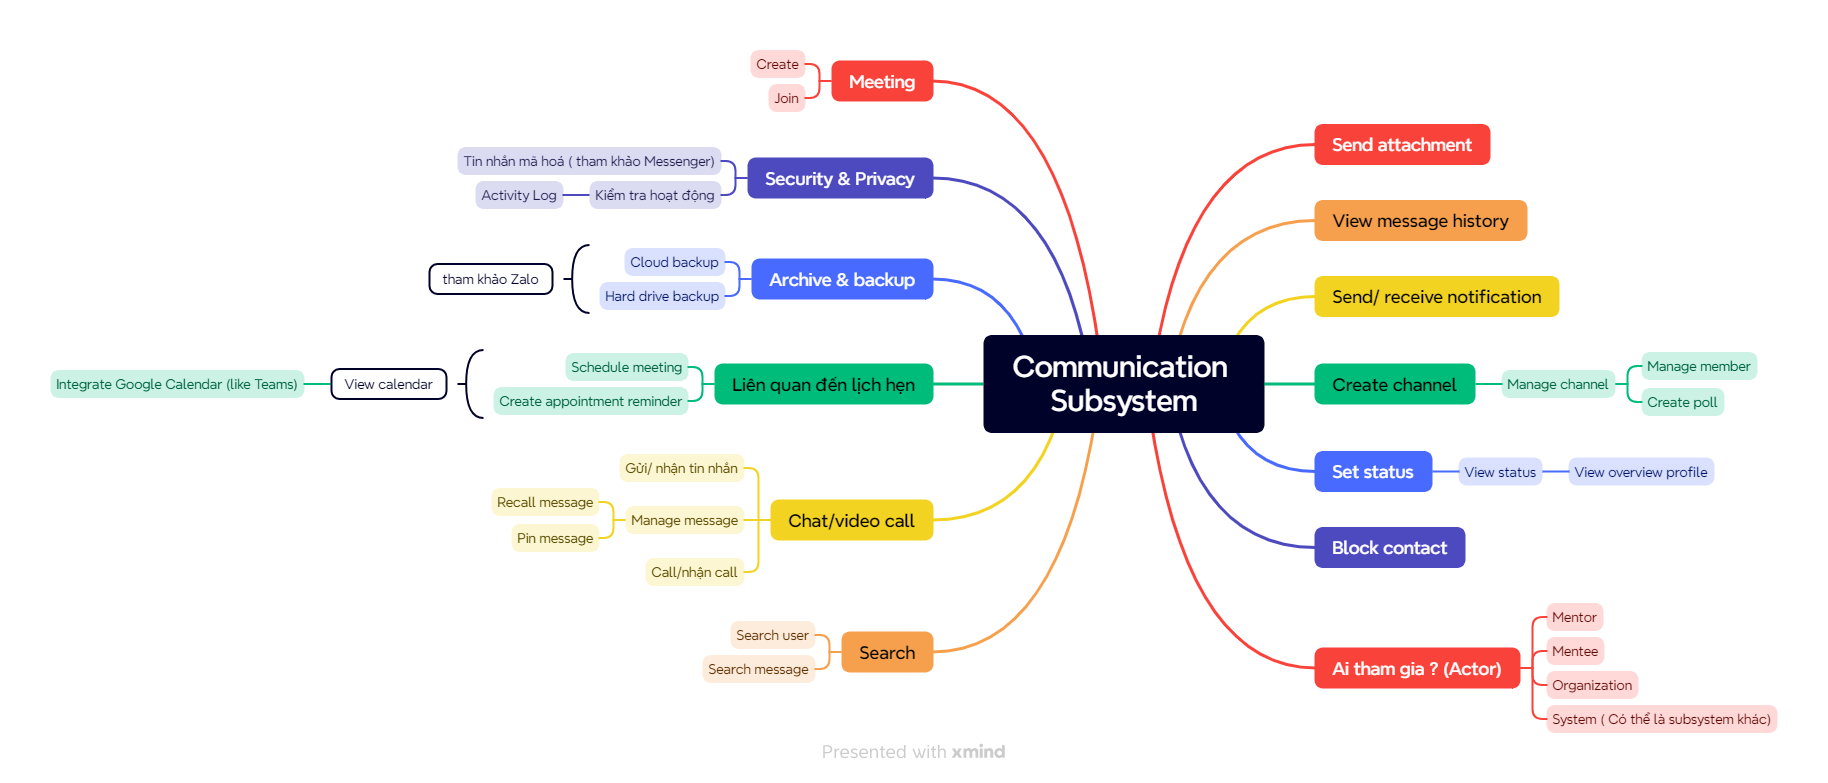 Communication
Subsystem
Send attachment
View message history
Send/ receive notification
Create channel
Manage channel
Manage member
Create poll
Set status
View status
View overview profile
Block contact
Ai tham gia ? (Actor)
Mentor
Mentee
Organization
System ( Có thể là subsystem khác)
Meeting
Create
Join
Security & Privacy
Tin nhắn mã hoá ( tham khảo Messenger)
Kiểm tra hoạt động
Activity Log
Archive & backup
Cloud backup
Hard drive backup
tham khảo Zalo
Liên quan đến lịch hẹn
Schedule meeting
Create appointment reminder
View calendar
Integrate Google Calendar (like Teams)
Chat/video call
Gửi/ nhận tin nhắn
Manage message
Recall message
Pin message
Call/nhận call
Search
Search user
Search message
Presented with xmind